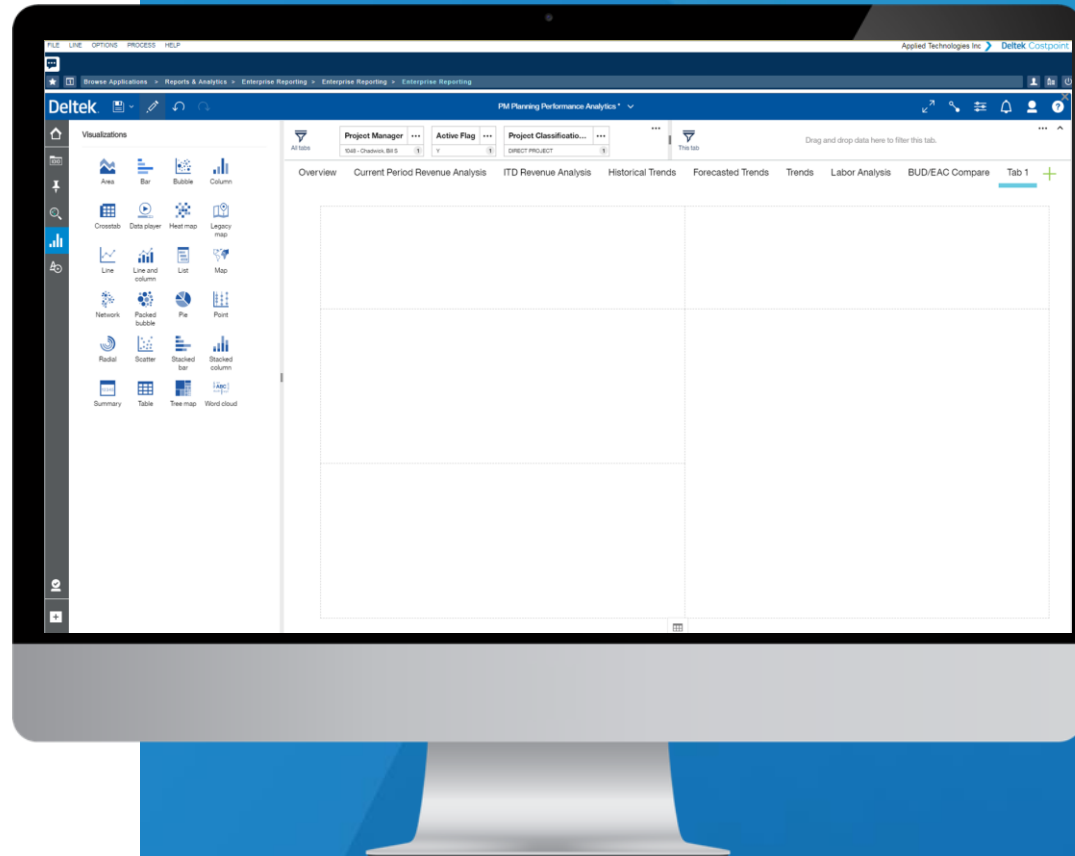 FILE LINE OPTIONS PROCESS HELP
Applied Technologies Inc Deltek Costpoint
Browse Applications > Reports & Analytics > Enterprise Reporting > Enterprise Reporting > Enterprise Reporting
Deltek.
PM Planning Performance Analytics *
Visualizations
All tabs
Project Manager ... Active Flag ... Project Classificatio... ...
1048 - Chadwick, Bill S 1 Y 1 DIRECT PROJECT 1
This tab
Drag and drop data here to filter this tab.
Overview Current Period Revenue Analysis ITD Revenue Analysis Historical Trends Forecasted Trends Trends Labor Analysis BUD/EAC Compare Tab 1
Area Bar Bubble Column
Crosstab Data player Heat map Legacy
map
Line Line and
column List Map
Network Packed
bubble Pie Point
Radial Scatter Stacked
bar Stacked
column
Summary Table Tree map Word cloud